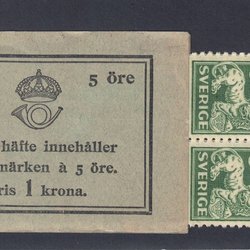 5 öre
häfte innehåller
märken à 5 öre.
ris 1 krona.
SVERIGE
SVERIGE